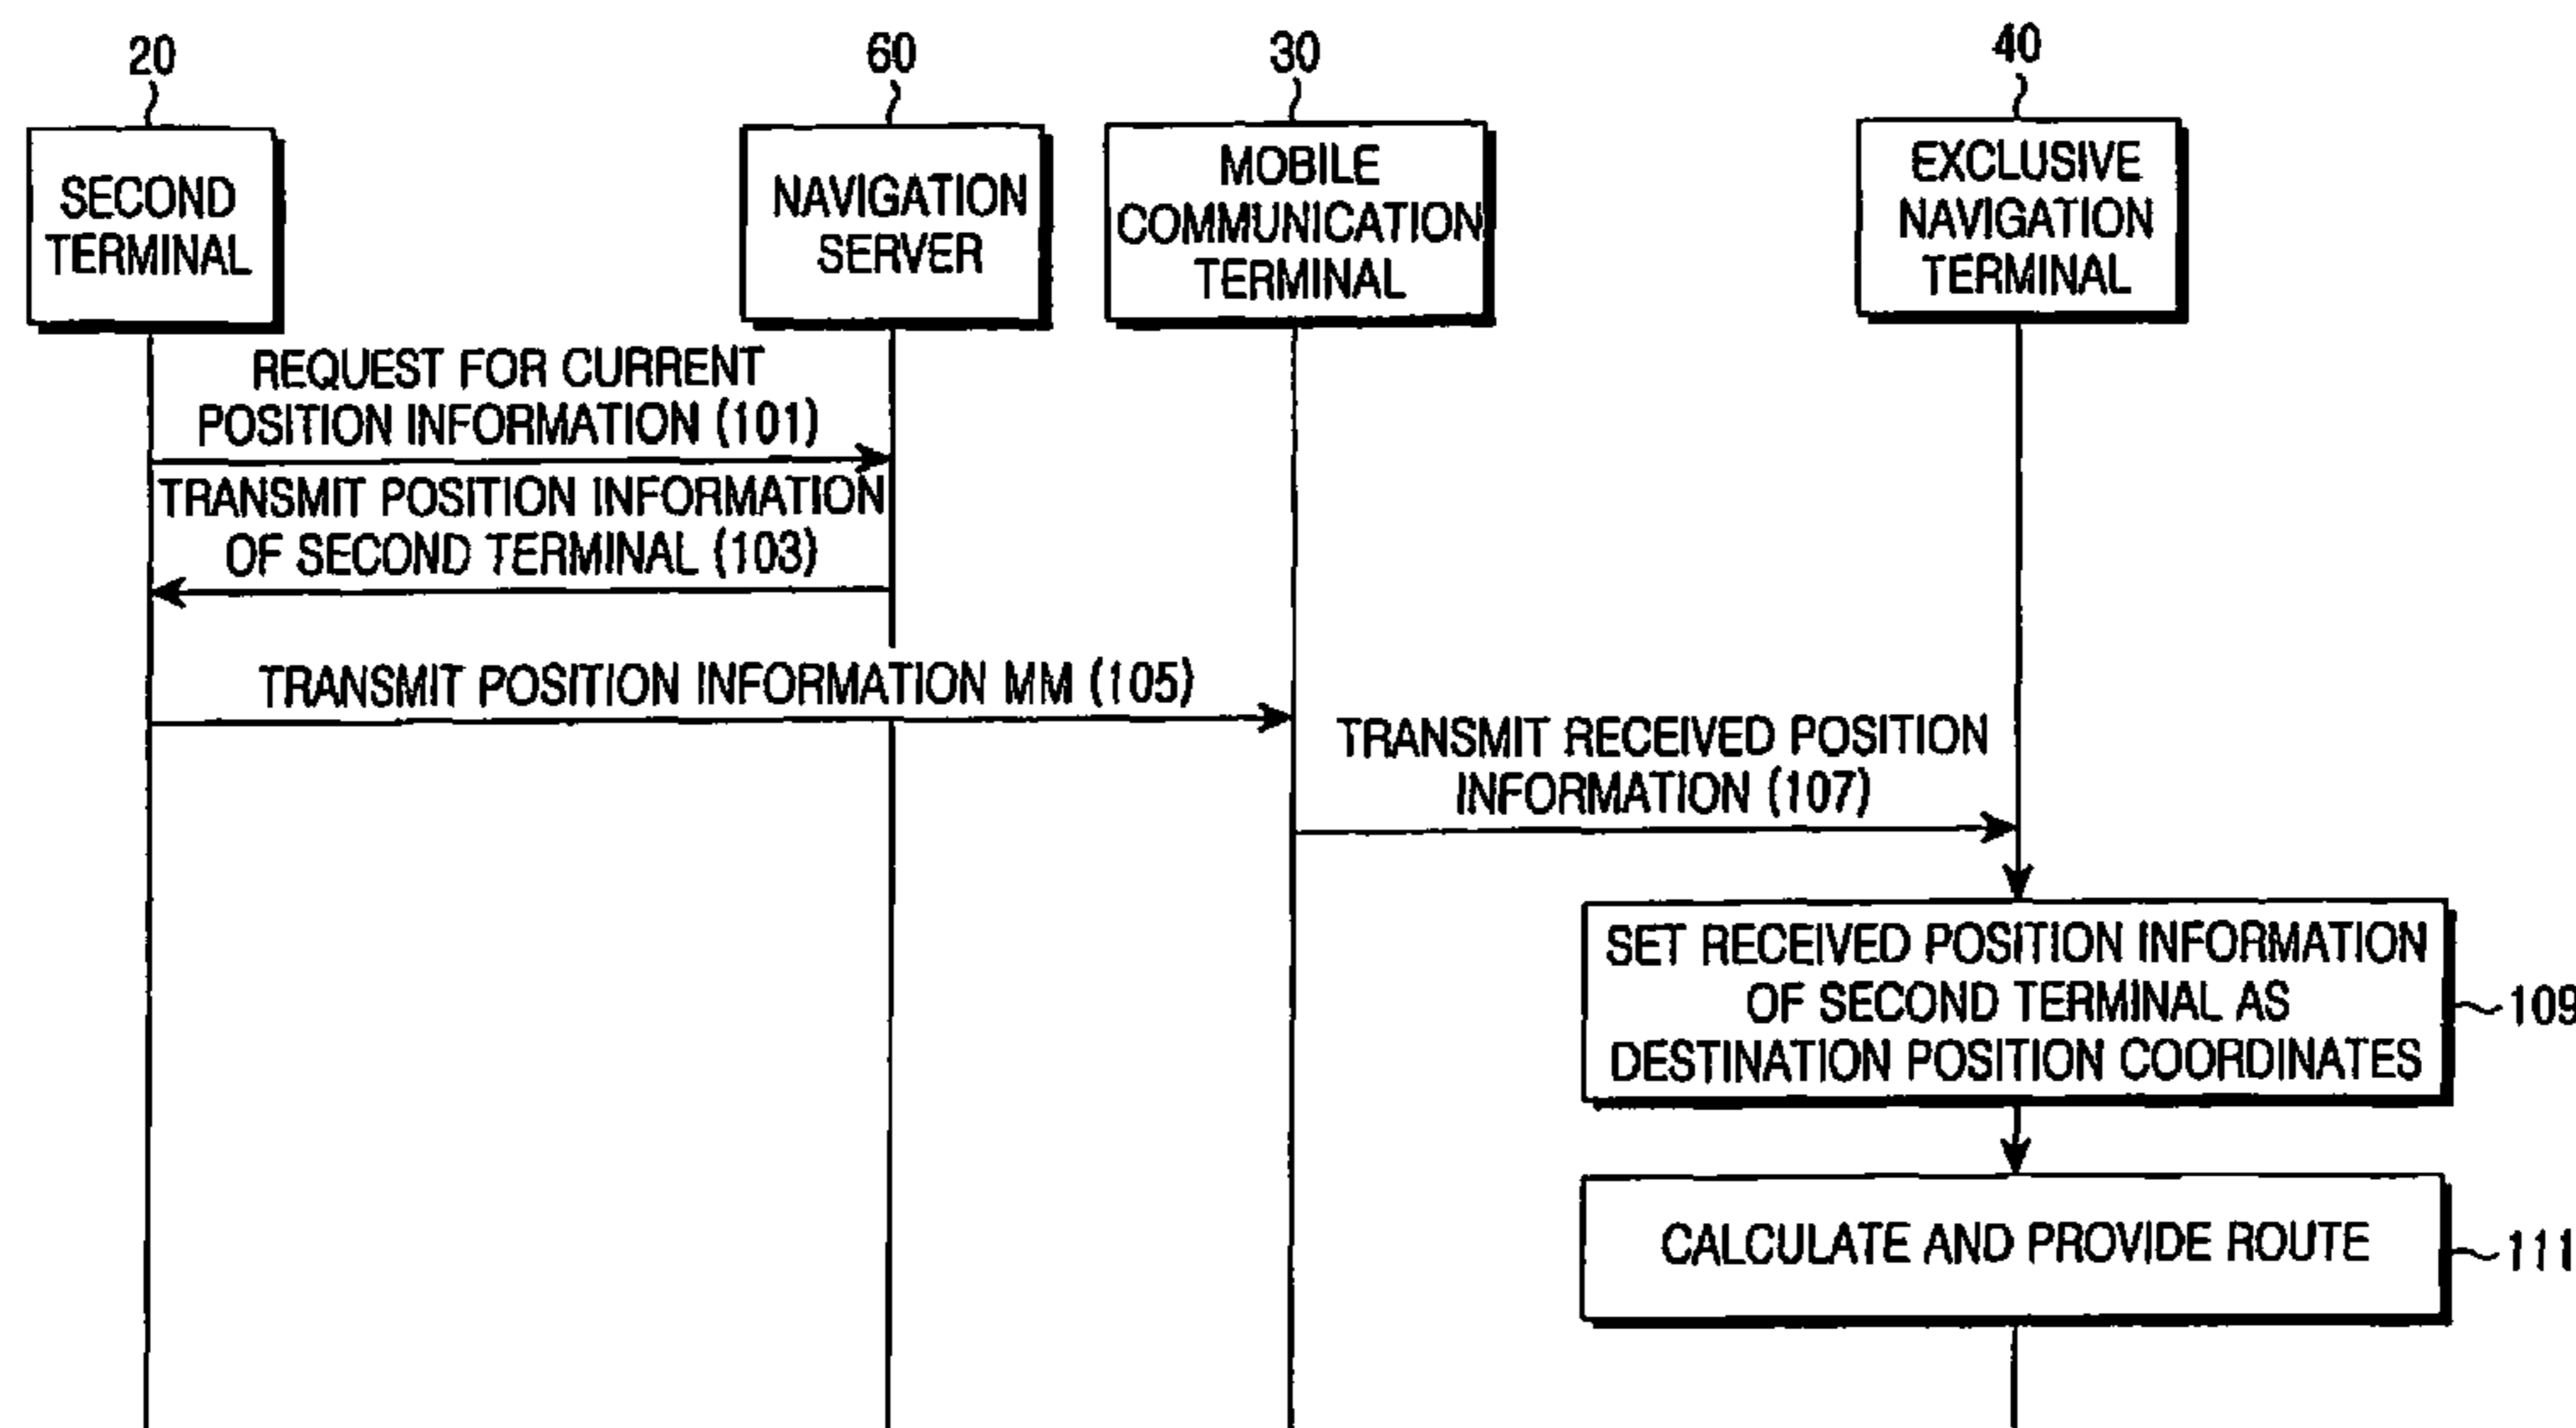 20
60
30
40
SECOND
TERMINAL
NAVIGATION
SERVER
MOBILE
COMMUNICATION
TERMINAL
EXCLUSIVE
NAVIGATION
TERMINAL
REQUEST FOR CURRENT
POSITION INFORMATION (101)
TRANSMIT POSITION INFORMATION
OF SECOND TERMINAL (103)
TRANSMIT POSITION INFORMATION MM (105)
TRANSMIT RECEIVED POSITION
INFORMATION (107)
SET RECEIVED POSITION INFORMATION
OF SECOND TERMINAL AS
DESTINATION POSITION COORDINATES
109
CALCULATE AND PROVIDE ROUTE
111